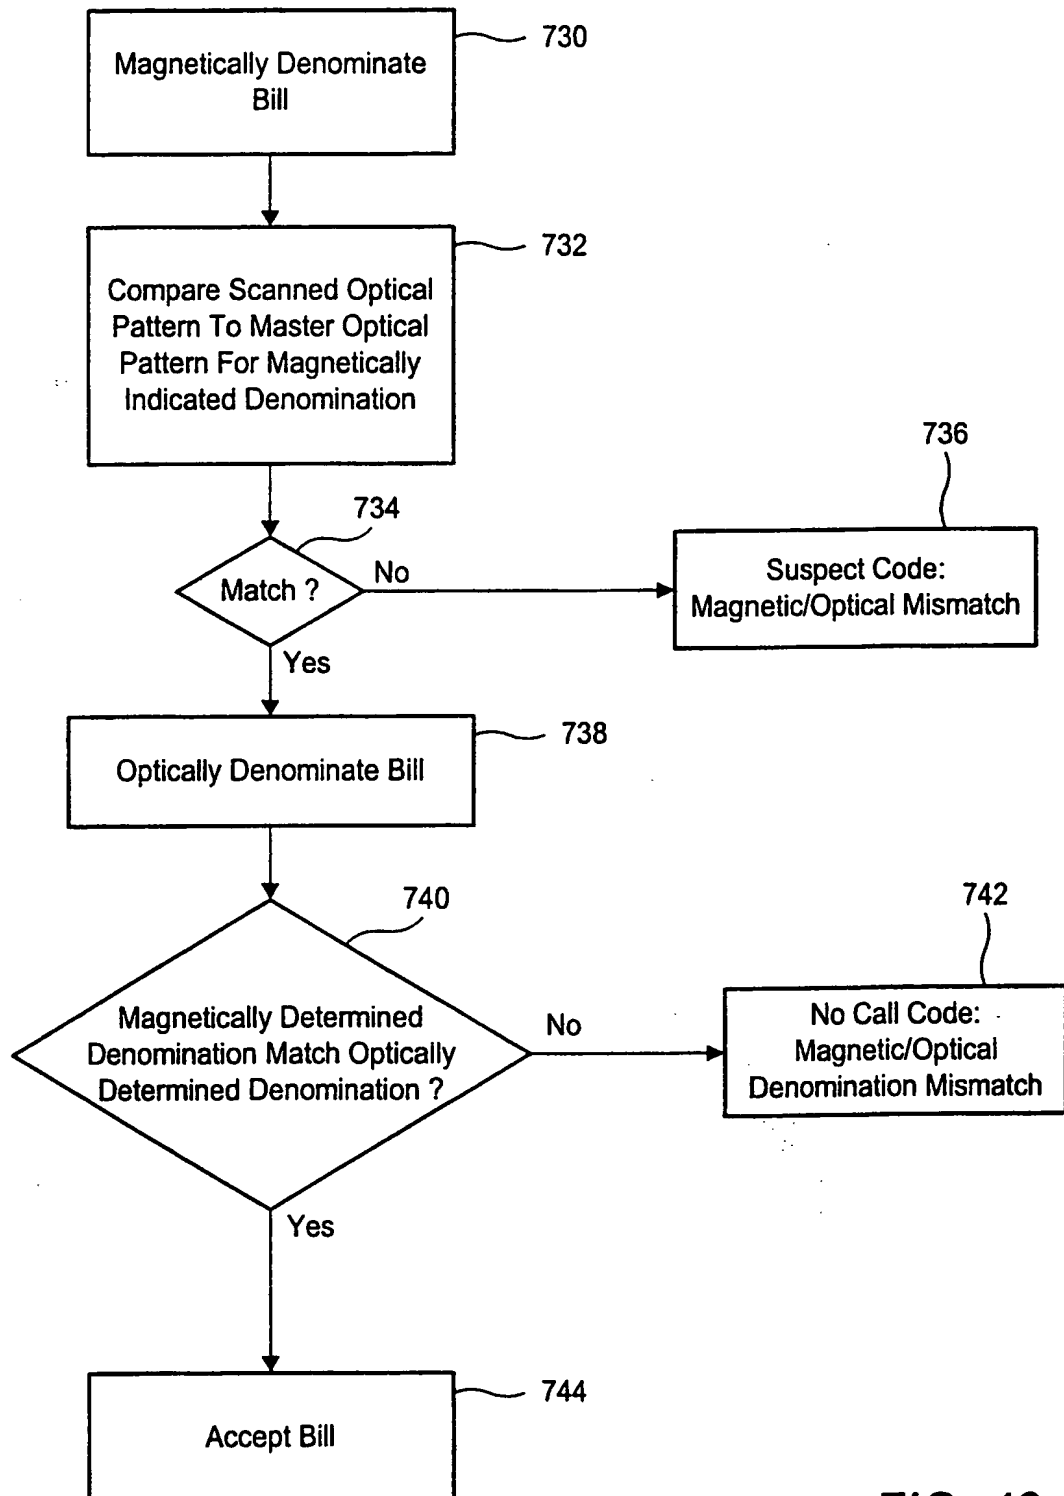 730
Magnetically Denominate
Bill
732
Compare Scanned Optical
Pattern To Master Optical
Pattern For Magnetically
Indicated Denomination
736
734
Match ?
No
Suspect Code:
Magnetic/Optical Mismatch
Yes
738
Optically Denominate Bill
740
742
Magnetically Determined
Denomination Match Optically
Determined Denomination ?
No
No Call Code:
Magnetic/Optical
Denomination Mismatch
Yes
744
Accept Bill